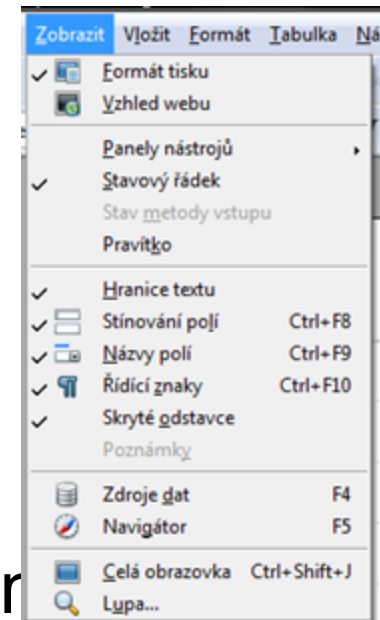 Zobrazit Vložit Formát Tabulka Ná
Formát tisku
Vzhled webu
Panely nástrojů
Stavový řádek
Stav metody vstupu
Pravítko
Hranice textu
Stínování polí Ctrl+F8
Názvy polí Ctrl+F9
Řídící znaky Ctrl+F10
Skryté odstavce
Poznámky
Zdroje dat F4
Navigátor F5
Celá obrazovka Ctrl+Shift+J
Lupa...